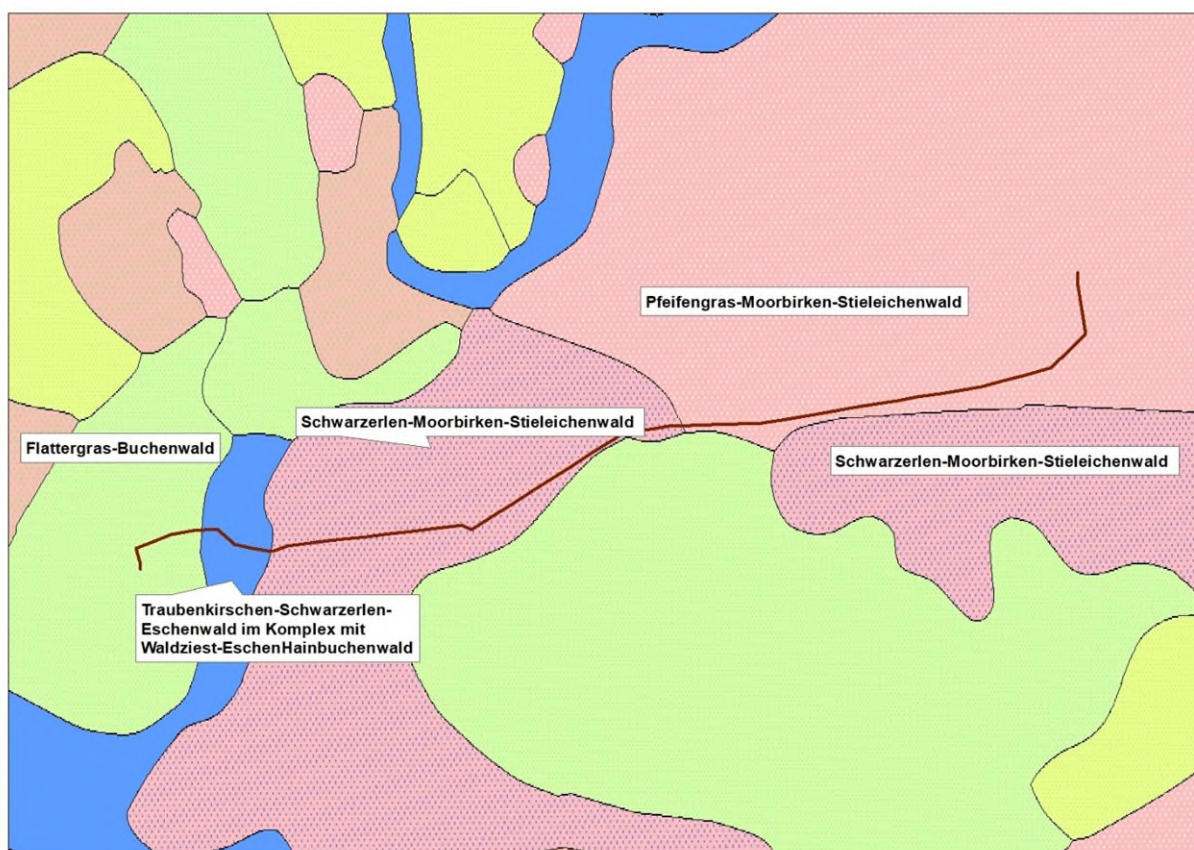 Pfeifengras-Moorbirken-Stieleichenwald
Schwarzerlen-Moorbirken-Stieleichenwald
Flattergras-Buchenwald
Schwarzerlen-Moorbirken-Stieleichenwald
Traubenkirschen-Schwarzerlen-
Eschenwald im Komplex mit
Waldziest-EschenHainbuchenwald